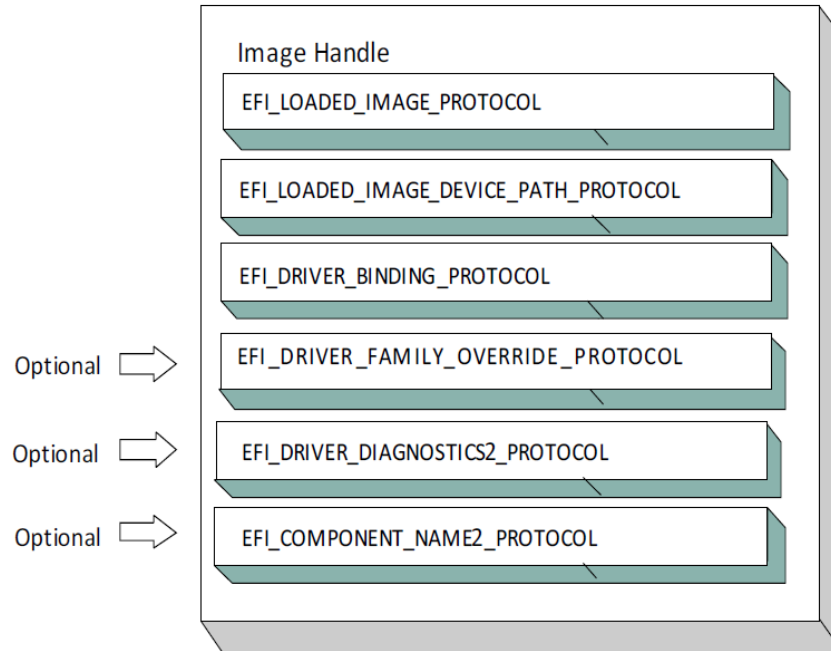 Image Handle
EFI_LOADED_IMAGE_PROTOCOL
EFI_LOADED_IMAGE_DEVICE_PATH_PROTOCOL
EFI_DRIVER_BINDING_PROTOCOL
Optional
EFI_DRIVER_FAMILY_OVERRIDE_PROTOCOL
Optional
EFI_DRIVER_DIAGNOSTICS2_PROTOCOL
Optional
EFI_COMPONENT_NAME2_PROTOCOL